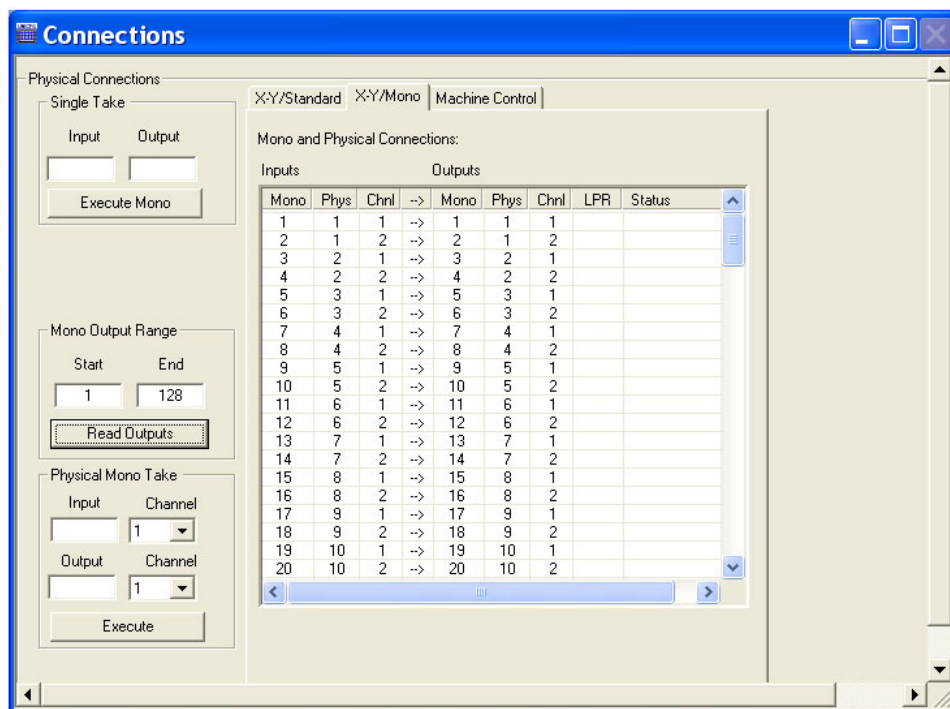 Connections
Physical Connections
Single Take
Input Output
Execute Mono
Mono Output Range
Start End
1 128
Read Outputs
Physical Mono Take
Input Channel
1
Output Channel
1
Execute
X-Y/Standard X-Y/Mono Machine Control
Mono and Physical Connections:
Inputs Outputs
Mono Phys Chnl --> Mono Phys Chnl LPR Status
1 1 1 --> 1 1 1
2 1 2 --> 2 1 2
3 2 1 --> 3 2 1
4 2 2 --> 4 2 2
5 3 1 --> 5 3 1
6 3 2 --> 6 3 2
7 4 1 --> 7 4 1
8 4 2 --> 8 4 2
9 5 1 --> 9 5 1
10 5 2 --> 10 5 2
11 6 1 --> 11 6 1
12 6 2 --> 12 6 2
13 7 1 --> 13 7 1
14 7 2 --> 14 7 2
15 8 1 --> 15 8 1
16 8 2 --> 16 8 2
17 9 1 --> 17 9 1
18 9 2 --> 18 9 2
19 10 1 --> 19 10 1
20 10 2 --> 20 10 2